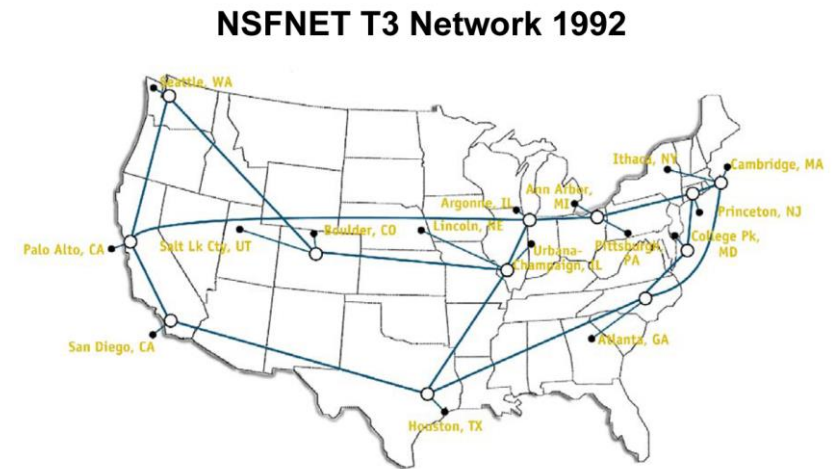 NSFNET T3 Network 1992
Seattle, WA
Ithaca, NY
Cambridge, MA
Ann Arbor,
MI
Argonne, IL
Princeton, NJ
Palo Alto, CA
Salt Lk Cty, UT
Boulder, CO
Lincoln, NE
Urbana-
Champaign, IL
Pittsburgh,
PA
College Pk,
MD
San Diego, CA
Atlanta, GA
Houston, TX